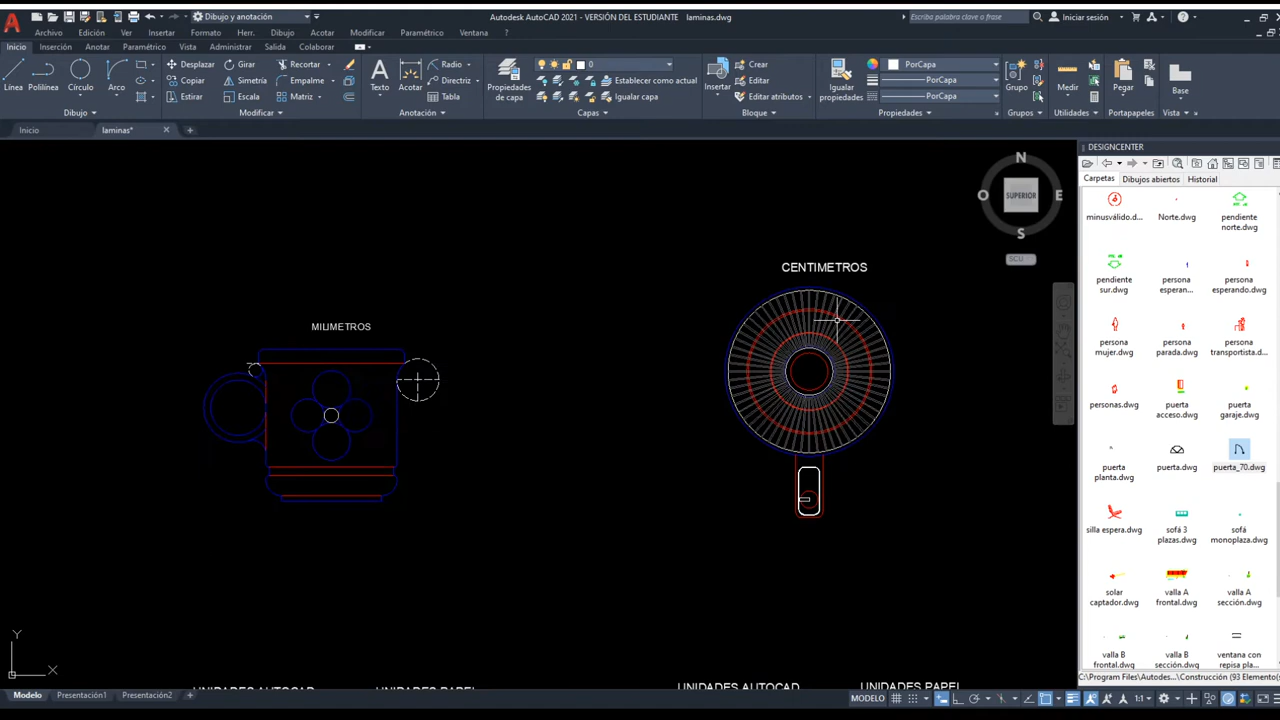 Dibujo y anotación
Autodesk AutoCAD 2021 - VERSIÓN DEL ESTUDIANTE laminas.dwg
Escriba palabra clave o frase
Iniciar sesión
Archivo Edición Ver Insertar Formato Herr. Dibujo Acotar Modificar Paramétrico Ventana ?
Inicio Inserción Anotar Paramétrico Vista Administrar Salida Colaborar
Línea Polilínea Círculo Arco
Desplazar Girar Recortar
Copiar Simetría Empalme
Estirar Escala Matriz
Texto Acotar
Radio
Directriz
Tabla
Propiedades de capa
0
Establecer como actual
Igualar capa
Insertar
Crear
Editar
Editar atributos
Igualar propiedades
PorCapa
PorCapa
PorCapa
Grupo
Medir
Pegar
Base
Dibujo Modificar Anotación Capas Bloque Propiedades Grupos Utilidades Portapapeles Vista
Inicio laminas*
DESIGNCENTER
Carpetas Dibujos abiertos Historial
N
O SUPERIOR E
S
SCU
CENTIMETROS
MILIMETROS
minusválido.d... Norte.dwg pendiente norte.dwg
pendiente sur.dwg persona esperan... persona esperando.dwg
persona mujer.dwg persona parada.dwg persona transportist.dwg
personas.dwg puerta acceso.dwg puerta garaje.dwg
puerta planta.dwg puerta.dwg puerta_70.dwg
silla espera.dwg sofá 3 plazas.dwg sofá monoplaza.dwg
solar captador.dwg valla A frontal.dwg valla A sección.dwg
valla B frontal.dwg valla B sección.dwg ventana con repisa pla...
C:\Program Files\Autodes...\Construcción (93 Elemento(s
Y
X
UNIDADES AUTOCAD UNIDADES PAPEL
UNIDADES AUTOCAD UNIDADES PAPEL
Modelo Presentación1 Presentación2
MODELO
1:1